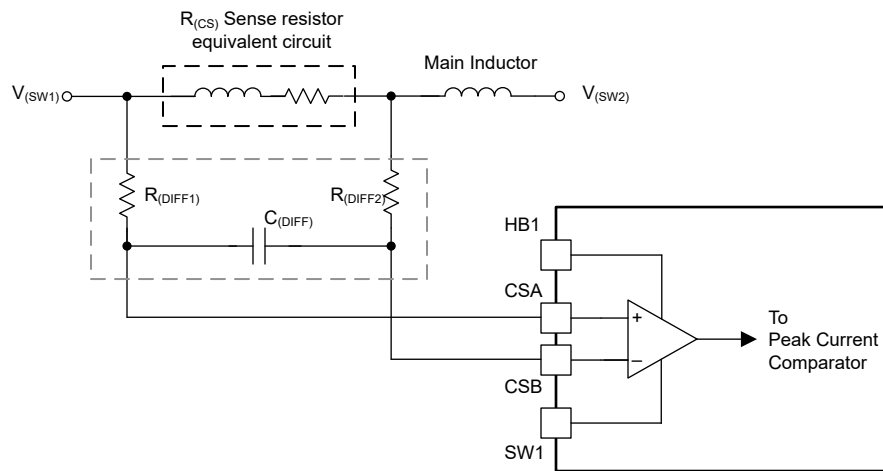 R(CS) Sense resistor
equivalent circuit
Main Inductor
V(SW1)
V(SW2)
R(DIFF1)
R(DIFF2)
C(DIFF)
HB1
CSA
+
To
Peak Current
Comparator
–
CSB
SW1